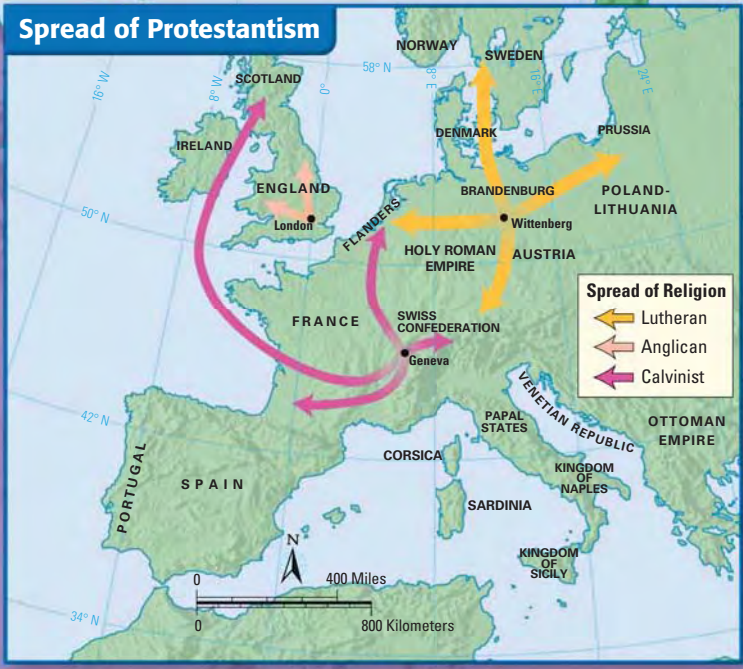 Spread of Protestantism
NORWAY
SWEDEN
58° N
8° E
16° E
24° E
16° W
8° W
0°
SCOTLAND
DENMARK
PRUSSIA
IRELAND
ENGLAND
BRANDENBURG
POLAND-
LITHUANIA
50° N
London
FLANDERS
Wittenberg
HOLY ROMAN
EMPIRE
AUSTRIA
Spread of Religion
Lutheran
Anglican
Calvinist
FRANCE
SWISS
CONFEDERATION
Geneva
VENETIAN REPUBLIC
42° N
PAPAL
STATES
OTTOMAN
EMPIRE
CORSICA
PORTUGAL
SPAIN
KINGDOM
OF
NAPLES
SARDINIA
KINGDOM
OF
SICILY
N
0 400 Miles
0 800 Kilometers
34° N